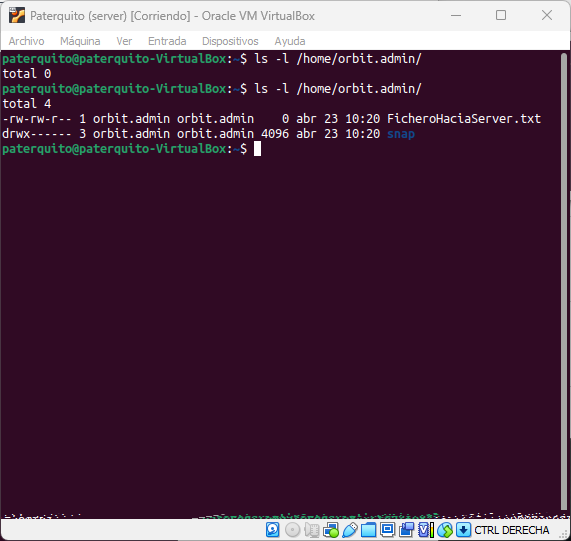 Paterquito (server) [Corriendo] - Oracle VM VirtualBox
Archivo Máquina Ver Entrada Dispositivos Ayuda
paterquito@paterquito-VirtualBox:~$ ls -l /home/orbit.admin/
total 0
paterquito@paterquito-VirtualBox:~$ ls -l /home/orbit.admin/
total 4
-rw-rw-r-- 1 orbit.admin orbit.admin    0 abr 23 10:20 FicheroHaciaServer.txt
drwx------ 3 orbit.admin orbit.admin 4096 abr 23 10:20 snap
paterquito@paterquito-VirtualBox:~$
CTRL DERECHA